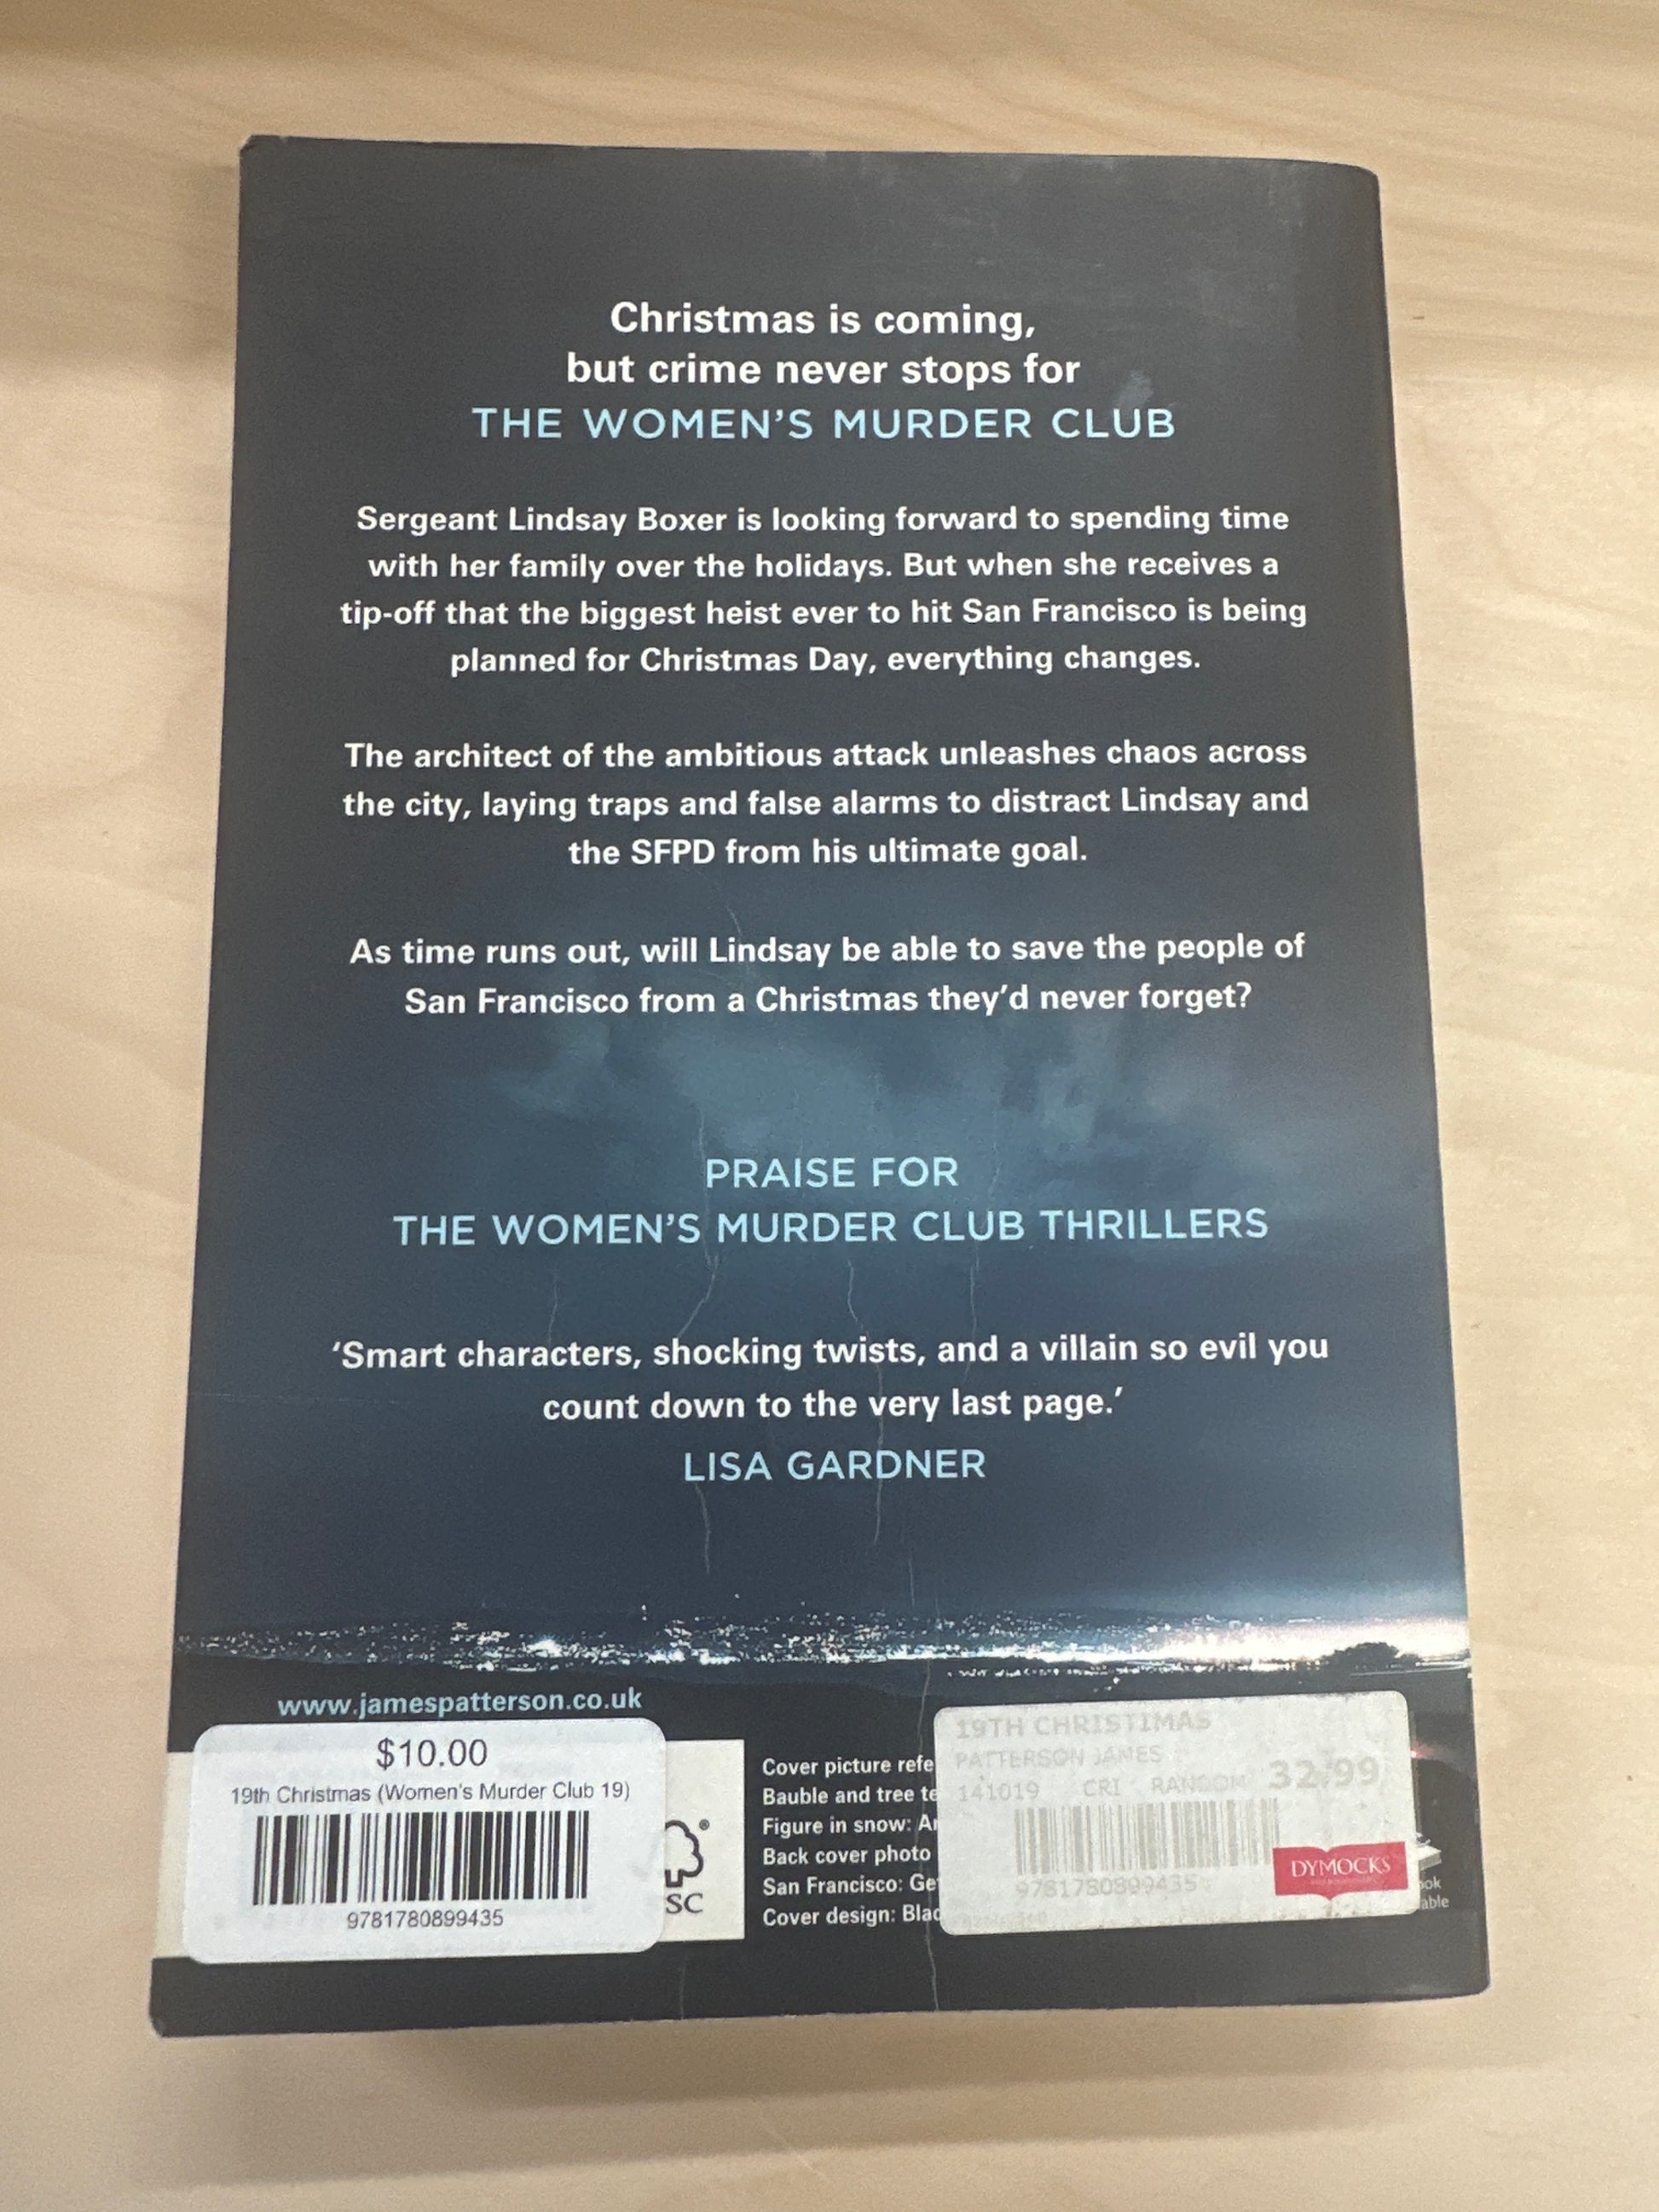 Christmas is coming,
but crime never stops for
THE WOMEN'S MURDER CLUB
Sergeant Lindsay Boxer is looking forward to spending time
with her family over the holidays. But when she receives a
tip-off that the biggest heist ever to hit San Francisco is being
planned for Christmas Day, everything changes.
The architect of the ambitious attack unleashes chaos across
the city, laying traps and false alarms to distract Lindsay and
the SFPD from his ultimate goal.
As time runs out, will Lindsay be able to save the people of
San Francisco from a Christmas they'd never forget?
PRAISE FOR
THE WOMEN'S MURDER CLUB THRILLERS
'Smart characters, shocking twists, and a villain so evil you
count down to the very last page.'
LISA GARDNER
www.jamespatterson.co.uk
$10.00
19th Christmas (Women's Murder Club 19)
9781780899435
SC
Cover picture refe
Bauble and tree te
Figure in snow:
Back cover photo
San Francisco: Ge
Cover design: Blac
19TH CHRISTIMAS
PATTERSON JAMES
141019 CRI RANDOM 32.99
9781780899435
DYMOCKS
ok
able